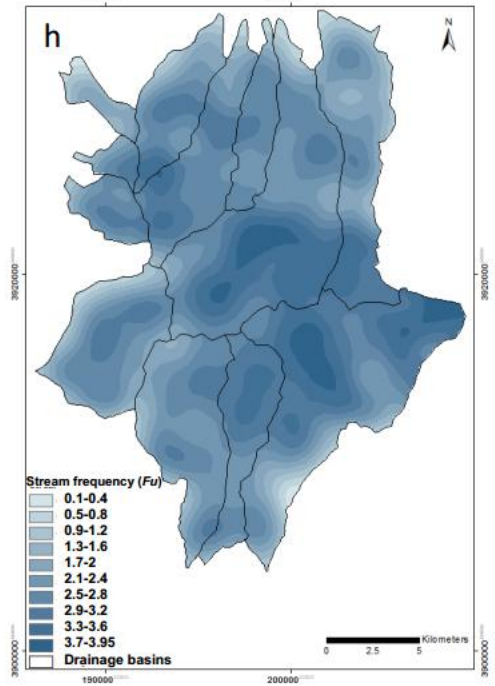 h
N
3920000
3920000
Stream frequency (Fu)
0.1-0.4
0.5-0.8
0.9-1.2
1.3-1.6
1.7-2
2.1-2.4
2.5-2.8
2.9-3.2
3.3-3.6
3.7-3.95
Drainage basins
Kilometers
0 2.5 5
3900000
3900000
190000
200000